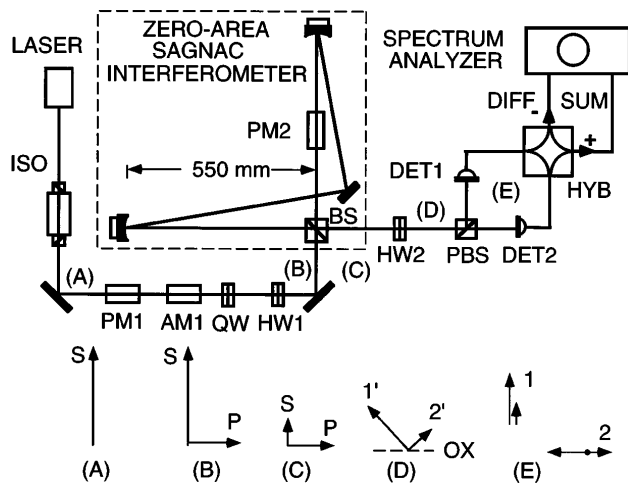 LASER
ZERO-AREA
SAGNAC
INTERFEROMETER
SPECTRUM
ANALYZER
ISO
PM2
550 mm
DIFF
-
SUM
+
DET1
(E)
HYB
BS
(D)
HW2
PBS
DET2
(A)
(B)
(C)
PM1
AM1
QW
HW1
S
S
P
S
P
1'
2'
OX
1
2
(A)
(B)
(C)
(D)
(E)